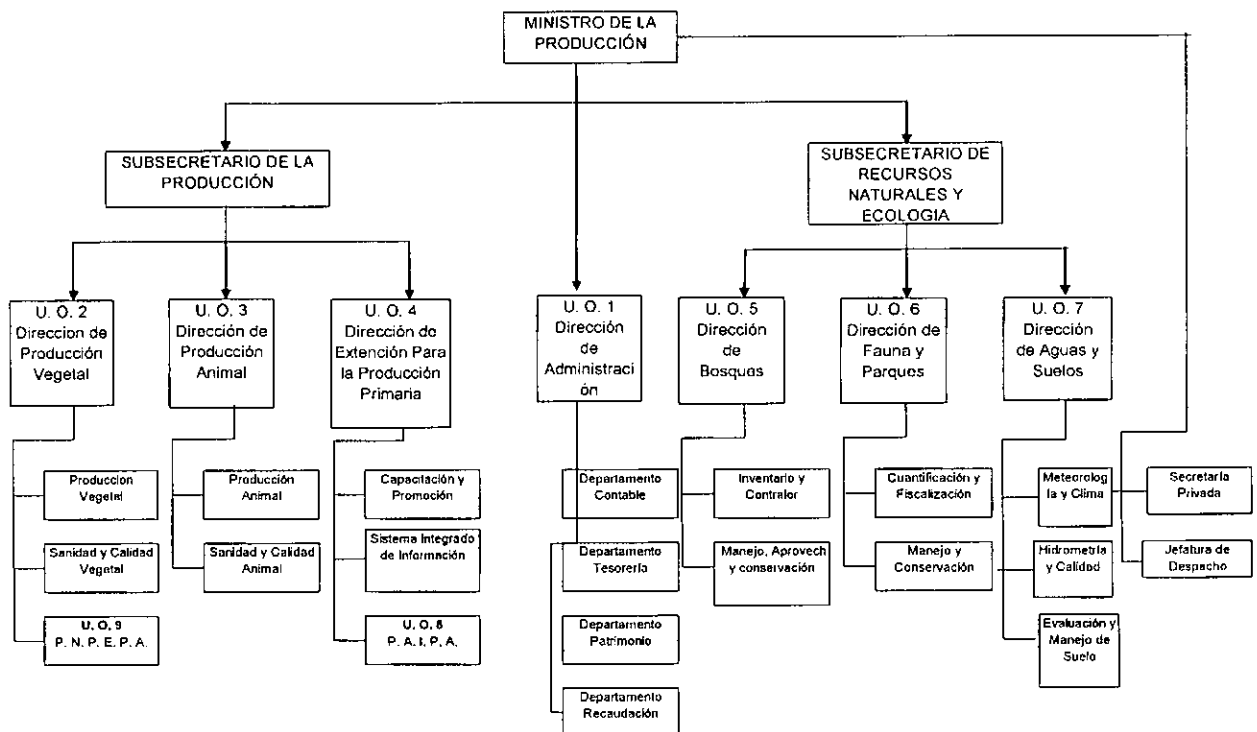 MINISTRO DE LA
PRODUCCIÓN
SUBSECRETARIO DE LA
PRODUCCIÓN
SUBSECRETARIO DE
RECURSOS
NATURALES Y
ECOLOGIA
U. O. 2
Direccion de
Producción
Vegetal
U. O. 3
Dirección de
Producción
Animal
U. O. 4
Dirección de
Extención Para
la Producción
Primaria
U. O. 1
Dirección
de
Administraci
ón
U. O. 5
Dirección
de
Bosques
U. O. 6
Dirección de
Fauna y
Parques
U. O. 7
Dirección
de Aguas y
Suelos
Produccion
Vegetal
Sanidad y Calidad
Vegetal
U. O. 9
P. N. P. E. P. A.
Producción
Animal
Sanidad y Calidad
Animal
Capacitación y
Promoción
Sistema Integrado
de Información
U. O. 8
P. A. I. P. A.
Departamento
Contable
Departamento
Tesorería
Departamento
Patrimonio
Departamento
Recaudación
Inventario y
Contralor
Manejo, Aprovech
y conservación
Cuantificación y
Fiscalización
Manejo y
Conservación
Meteorolog
ía y Clima
Hidrometría
y Calidad
Evaluación y
Manejo de
Suelo
Secretaría
Privada
Jefatura de
Despacho